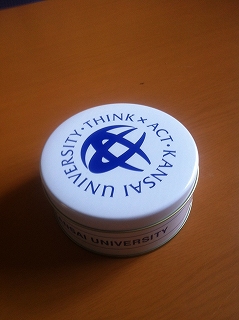 THINK × ACT · KANSAI UNIVERSITY ·
UNIVERSITY